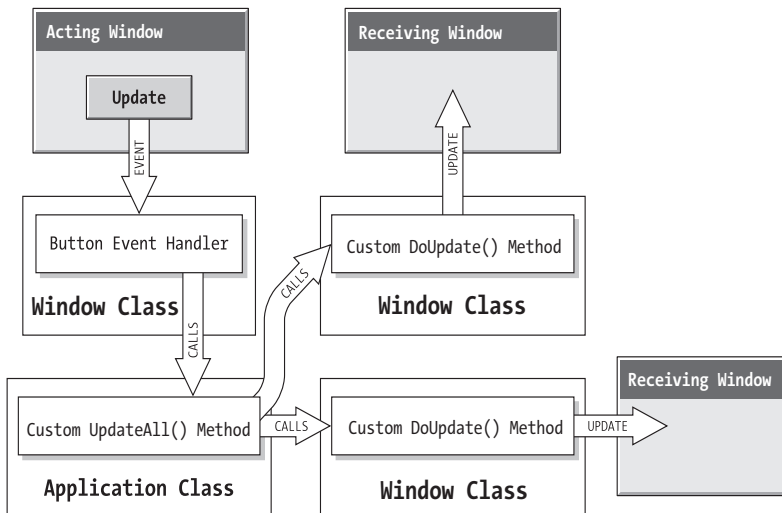 Acting Window
Update
EVENT
Button Event Handler
Window Class
CALLS
Custom UpdateAll() Method
Application Class
CALLS
Custom DoUpdate() Method
Window Class
UPDATE
Receiving Window
CALLS
Custom DoUpdate() Method
Window Class
UPDATE
Receiving Window